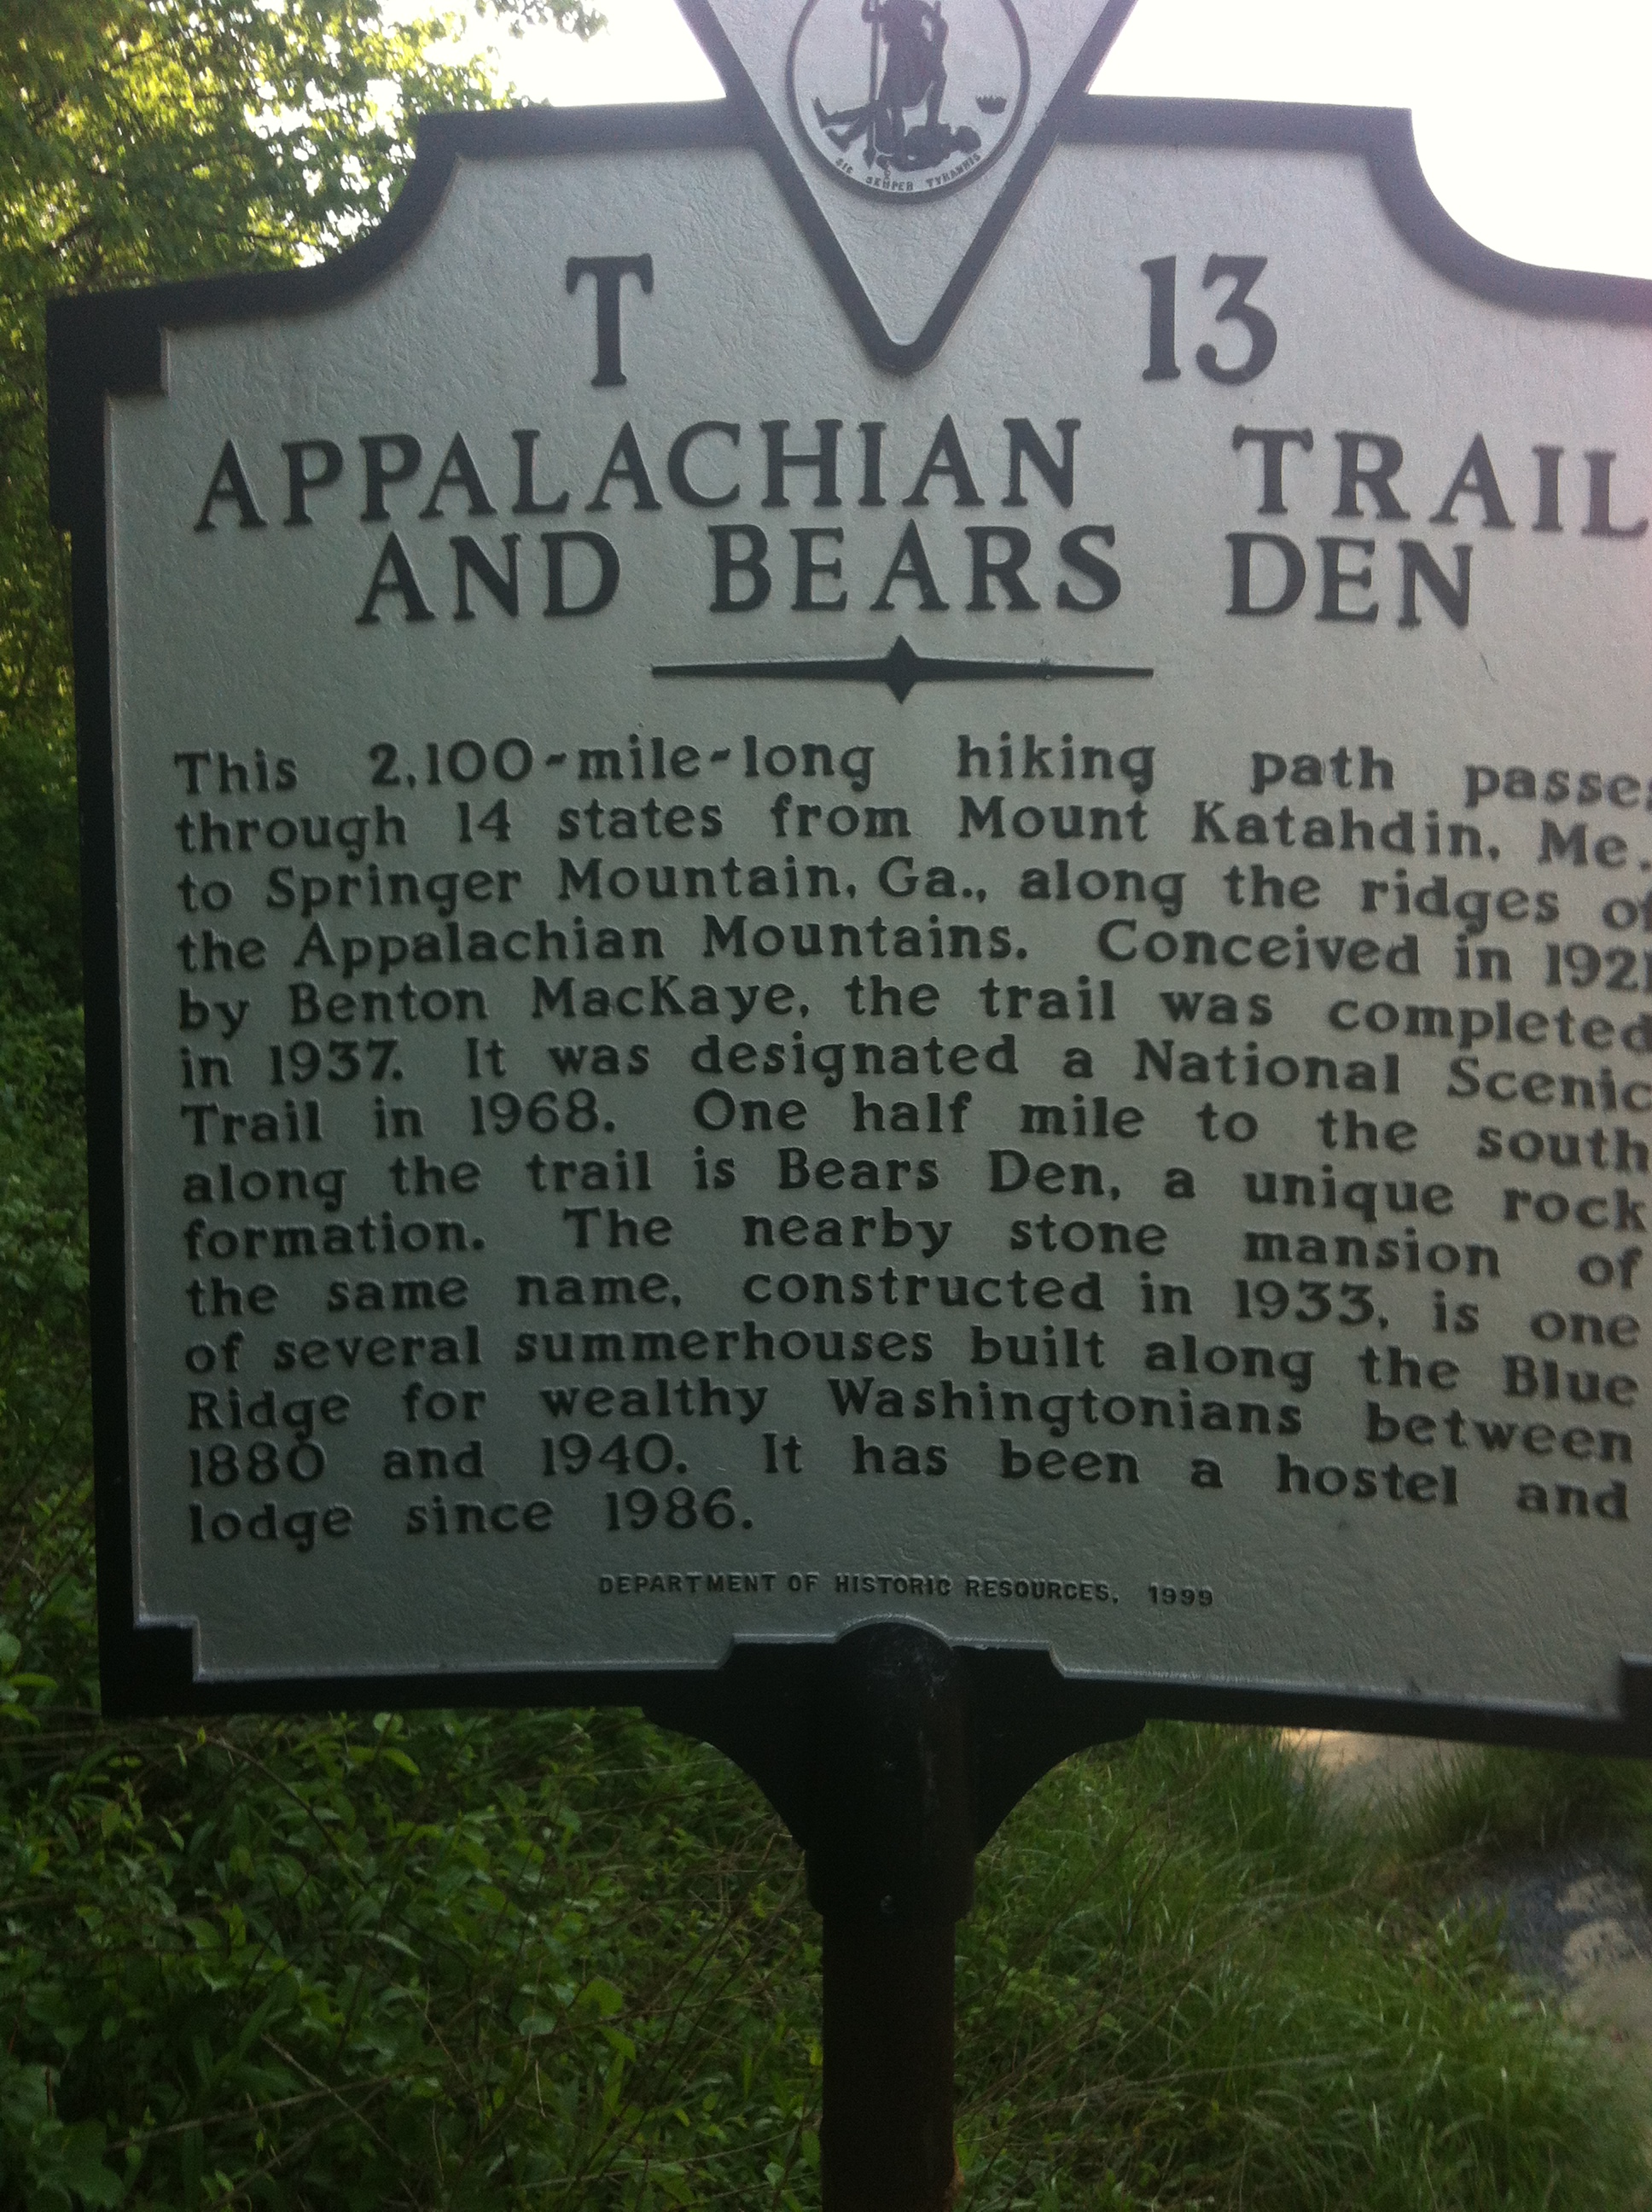 SIC SEMPER TYRANNIS
T 13
APPALACHIAN TRAIL
AND BEARS DEN
This 2,100-mile-long hiking path passes
through 14 states from Mount Katahdin, Me.,
to Springer Mountain, Ga., along the ridges of
the Appalachian Mountains. Conceived in 1921
by Benton MacKaye, the trail was completed
in 1937. It was designated a National Scenic
Trail in 1968. One half mile to the south
along the trail is Bears Den, a unique rock
formation. The nearby stone mansion of
the same name, constructed in 1933, is one
of several summerhouses built along the Blue
Ridge for wealthy Washingtonians between
1880 and 1940. It has been a hostel and
lodge since 1986.
DEPARTMENT OF HISTORIC RESOURCES, 1999